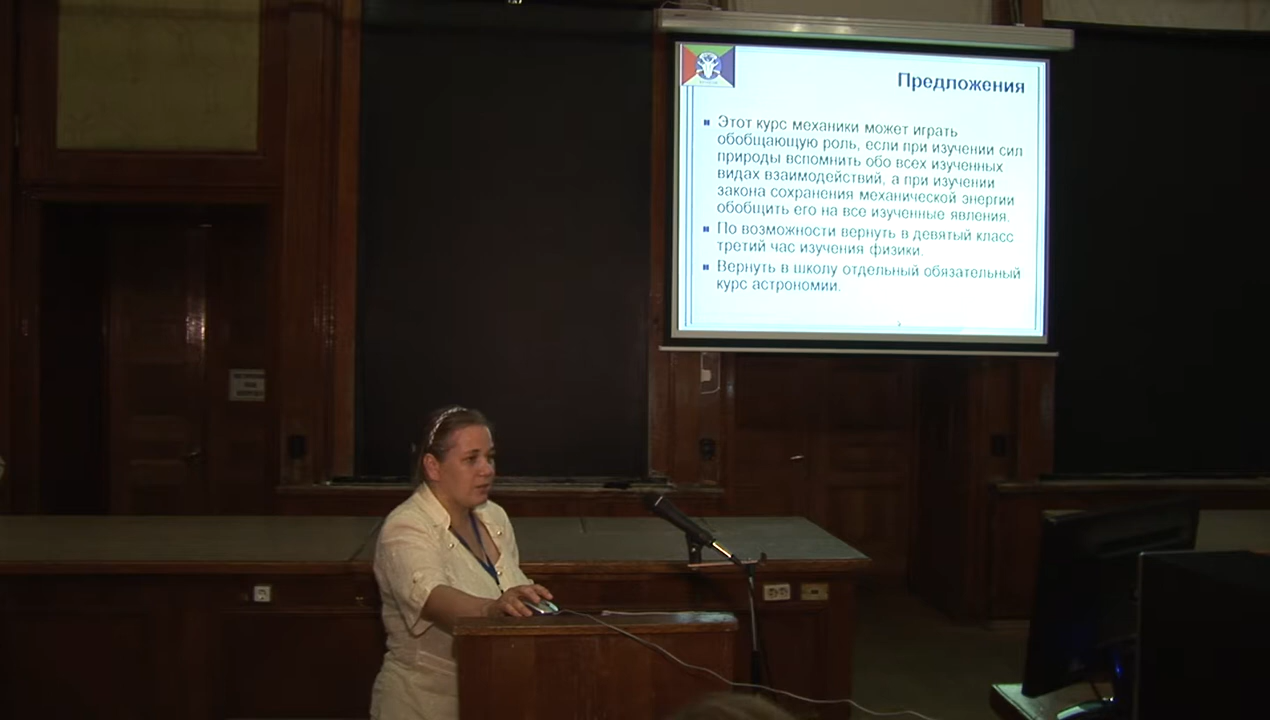 Предложения
Этот курс механики может играть
обобщающую роль, если при изучении сил
природы вспомнить обо всех изученных
видах взаимодействий, а при изучении
закона сохранения механической энергии
обобщить его на все изученные явления.
По возможности вернуть в девятый класс
третий час изучения физики.
Вернуть в школу отдельный обязательный
курс астрономии.